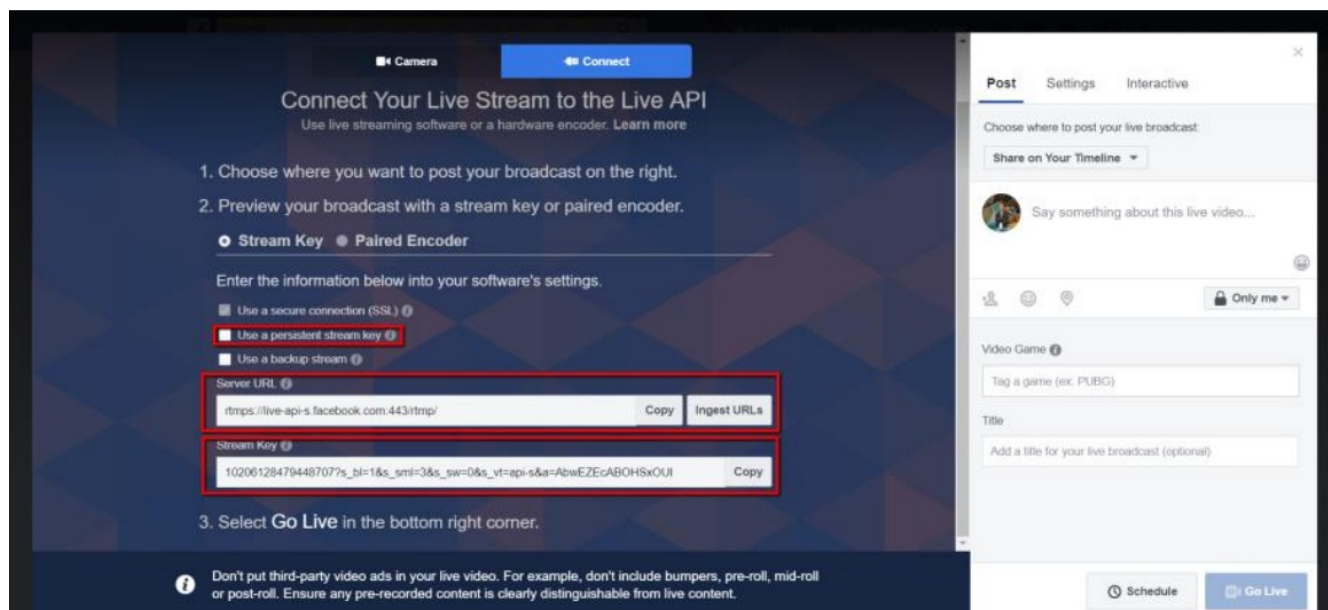 Camera
Connect
Connect Your Live Stream to the Live API
Use live streaming software or a hardware encoder. Learn more
1. Choose where you want to post your broadcast on the right.
2. Preview your broadcast with a stream key or paired encoder.
Stream Key
Paired Encoder
Enter the information below into your software's settings.
Use a secure connection (SSL)
Use a persistent stream key
Use a backup stream
Server URL
rtmps://live-api-s.facebook.com:443/rtmp/
Copy
Ingest URLs
Stream Key
10206128479448707?s_bl=1&s_sml=3&s_sw=0&s_vt=api-s&a=AbwEZEcABOHSxOUI
Copy
3. Select Go Live in the bottom right corner.
Don't put third-party video ads in your live video. For example, don't include bumpers, pre-roll, mid-roll
or post-roll. Ensure any pre-recorded content is clearly distinguishable from live content.
Post
Settings
Interactive
Choose where to post your live broadcast:
Share on Your Timeline
Say something about this live video...
Only me
Video Game
Tag a game (ex. PUBG)
Title
Add a title for your live broadcast (optional)
Schedule
Go Live